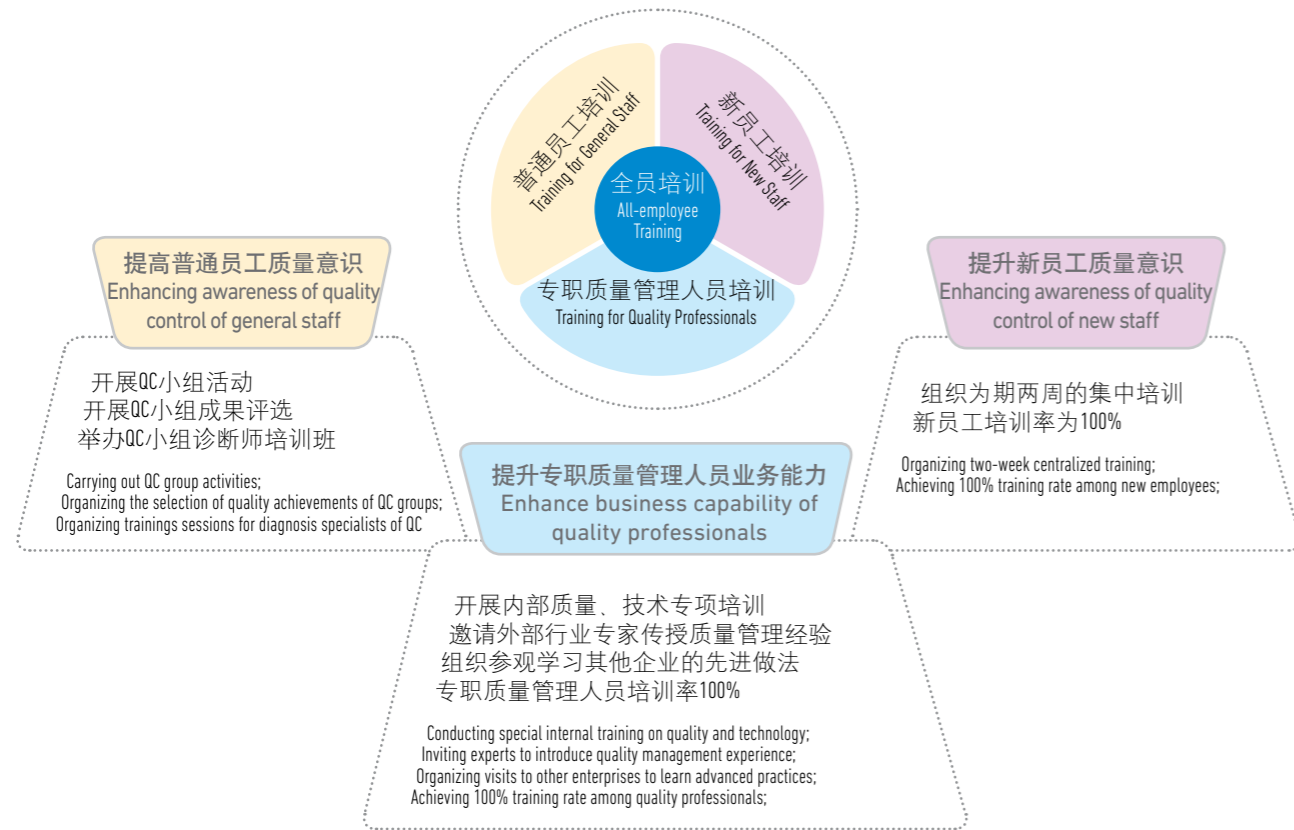 普通员工培训
Training for General Staff
新员工培训
Training for New Staff
全员培训
All-employee
Training
专职质量管理人员培训
Training for Quality Professionals
提高普通员工质量意识
Enhancing awareness of quality
control of general staff
开展QC小组活动
开展QC小组成果评选
举办QC小组诊断师培训班
Carrying out QC group activities;
Organizing the selection of quality achievements of QC groups;
Organizing trainings sessions for diagnosis specialists of QC
提升新员工质量意识
Enhancing awareness of quality
control of new staff
组织为期两周的集中培训
新员工培训率为100%
Organizing two-week centralized training;
Achieving 100% training rate among new employees;
提升专职质量管理人员业务能力
Enhance business capability of
quality professionals
开展内部质量、技术专项培训
邀请外部行业专家传授质量管理经验
组织参观学习其他企业的先进做法
专职质量管理人员培训率100%
Conducting special internal training on quality and technology;
Inviting experts to introduce quality management experience;
Organizing visits to other enterprises to learn advanced practices;
Achieving 100% training rate among quality professionals;